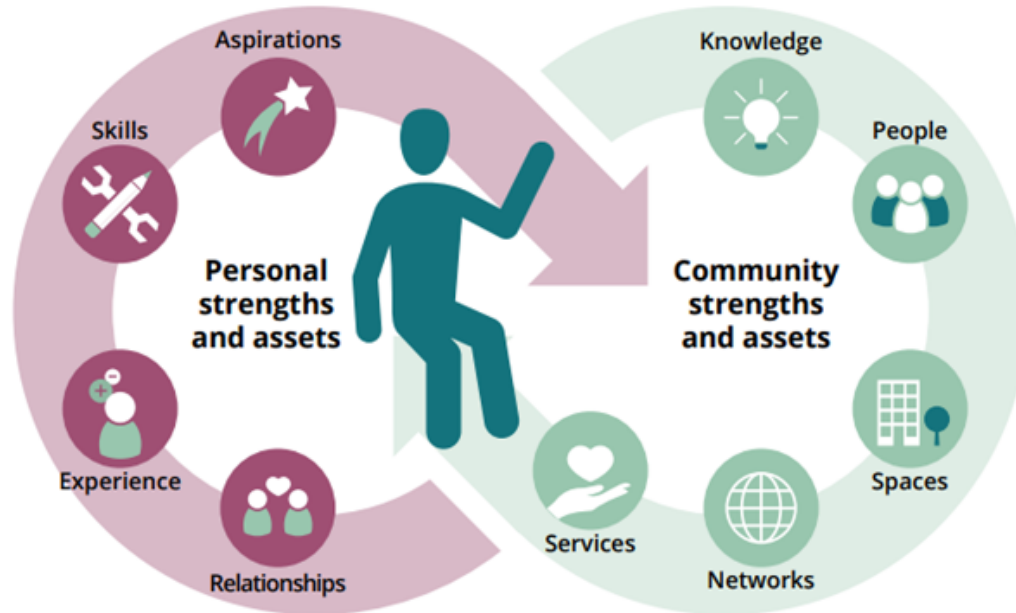 Aspirations
Skills
Personal
strengths
and assets
Experience
Relationships
Knowledge
People
Community
strengths
and assets
Spaces
Services
Networks